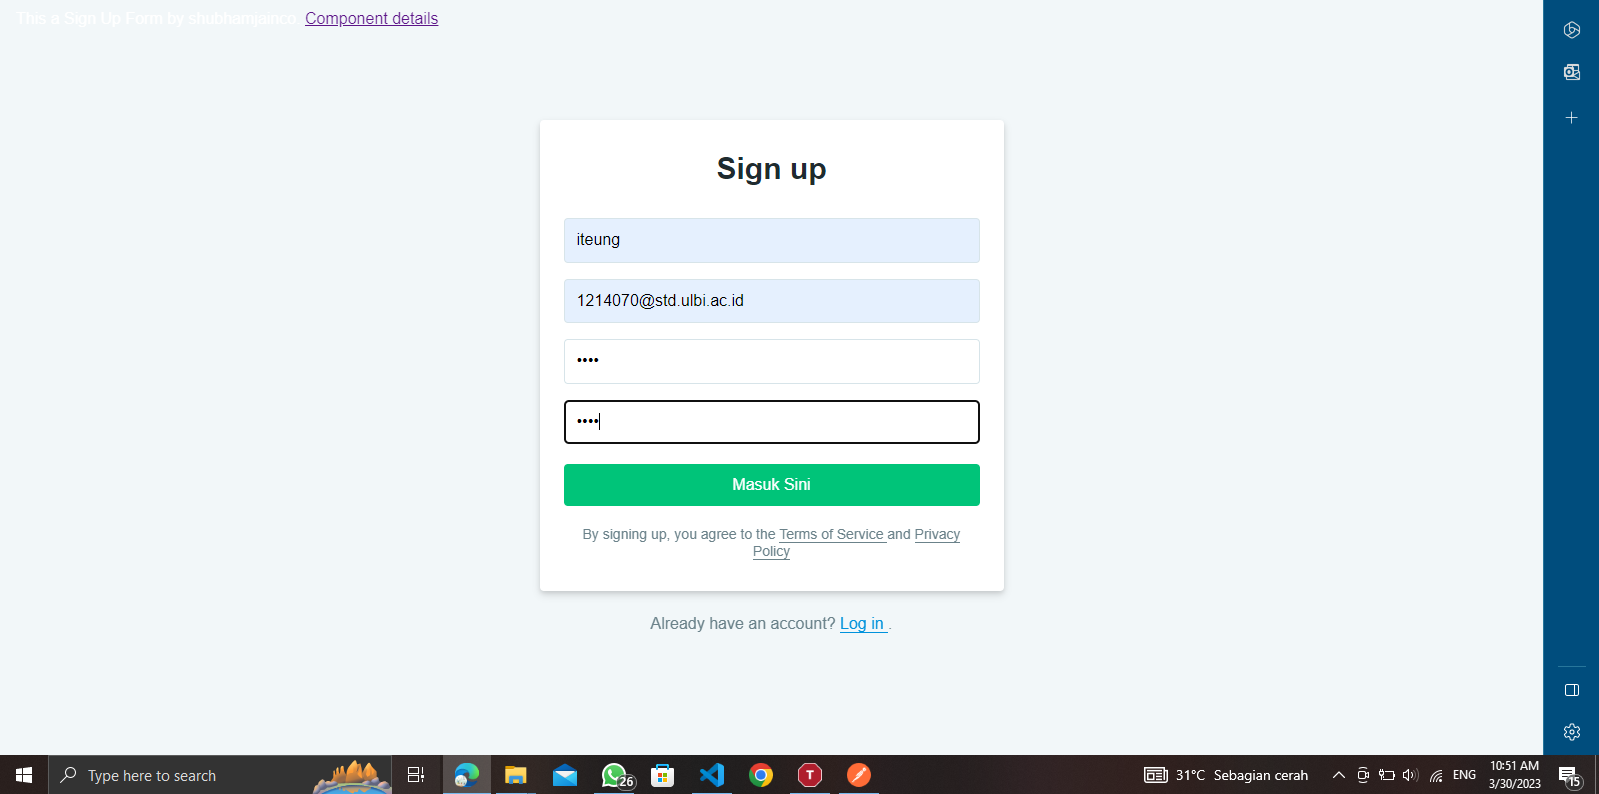 This a Sign Up Form by shubhamjainco Component details
Sign up
iteung
1214070@std.ulbi.ac.id
••••
••••
Masuk Sini
By signing up, you agree to the Terms of Service and Privacy
Policy
Already have an account? Log in .
Type here to search
26
T
31°C Sebagian cerah
ENG
10:51 AM
3/30/2023
15